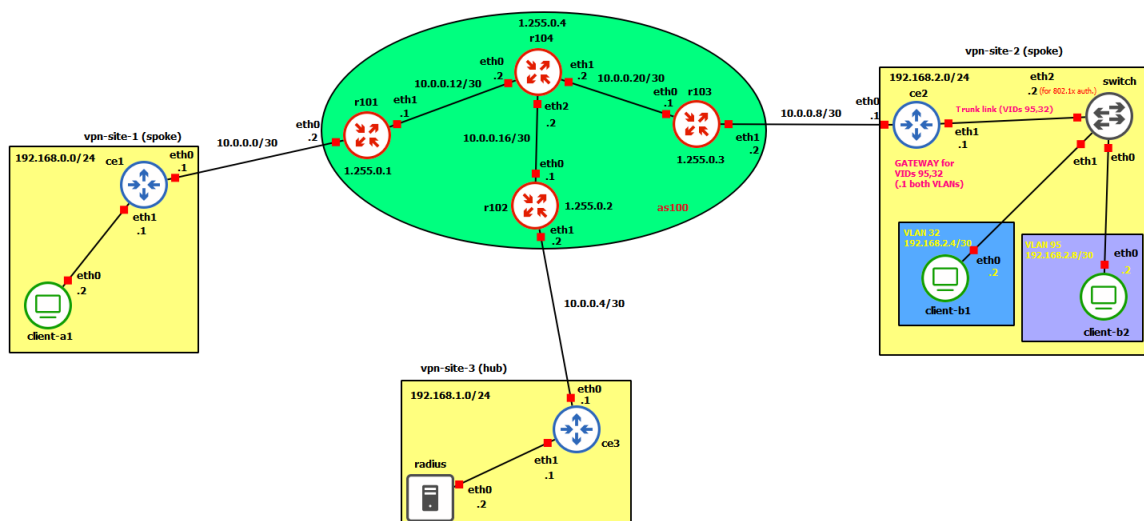 1.255.0.4
r104
eth0
.2
eth1
.2
10.0.0.12/30
10.0.0.20/30
eth2
.2
r101
eth1
.1
eth0
.1
r103
10.0.0.16/30
eth0
.2
1.255.0.1
1.255.0.3
eth1
.2
eth0
.1
r102
1.255.0.2
as100
eth1
.2
vpn-site-1 (spoke)
192.168.0.0/24
ce1
eth0
.1
10.0.0.0/30
eth1
.1
eth0
.2
client-a1
10.0.0.8/30
10.0.0.4/30
vpn-site-2 (spoke)
192.168.2.0/24
ce2
eth0
.1
eth2
.2 (for 802.1x auth.)
switch
Trunk link (VIDs 95,32)
eth1
.1
eth1
eth0
GATEWAY for
VIDs 95,32
(.1 both VLANs)
VLAN 32
192.168.2.4/30
eth0
.2
client-b1
VLAN 95
192.168.2.8/30
eth0
.2
client-b2
vpn-site-3 (hub)
192.168.1.0/24
eth0
.1
ce3
eth1
.1
radius
eth0
.2